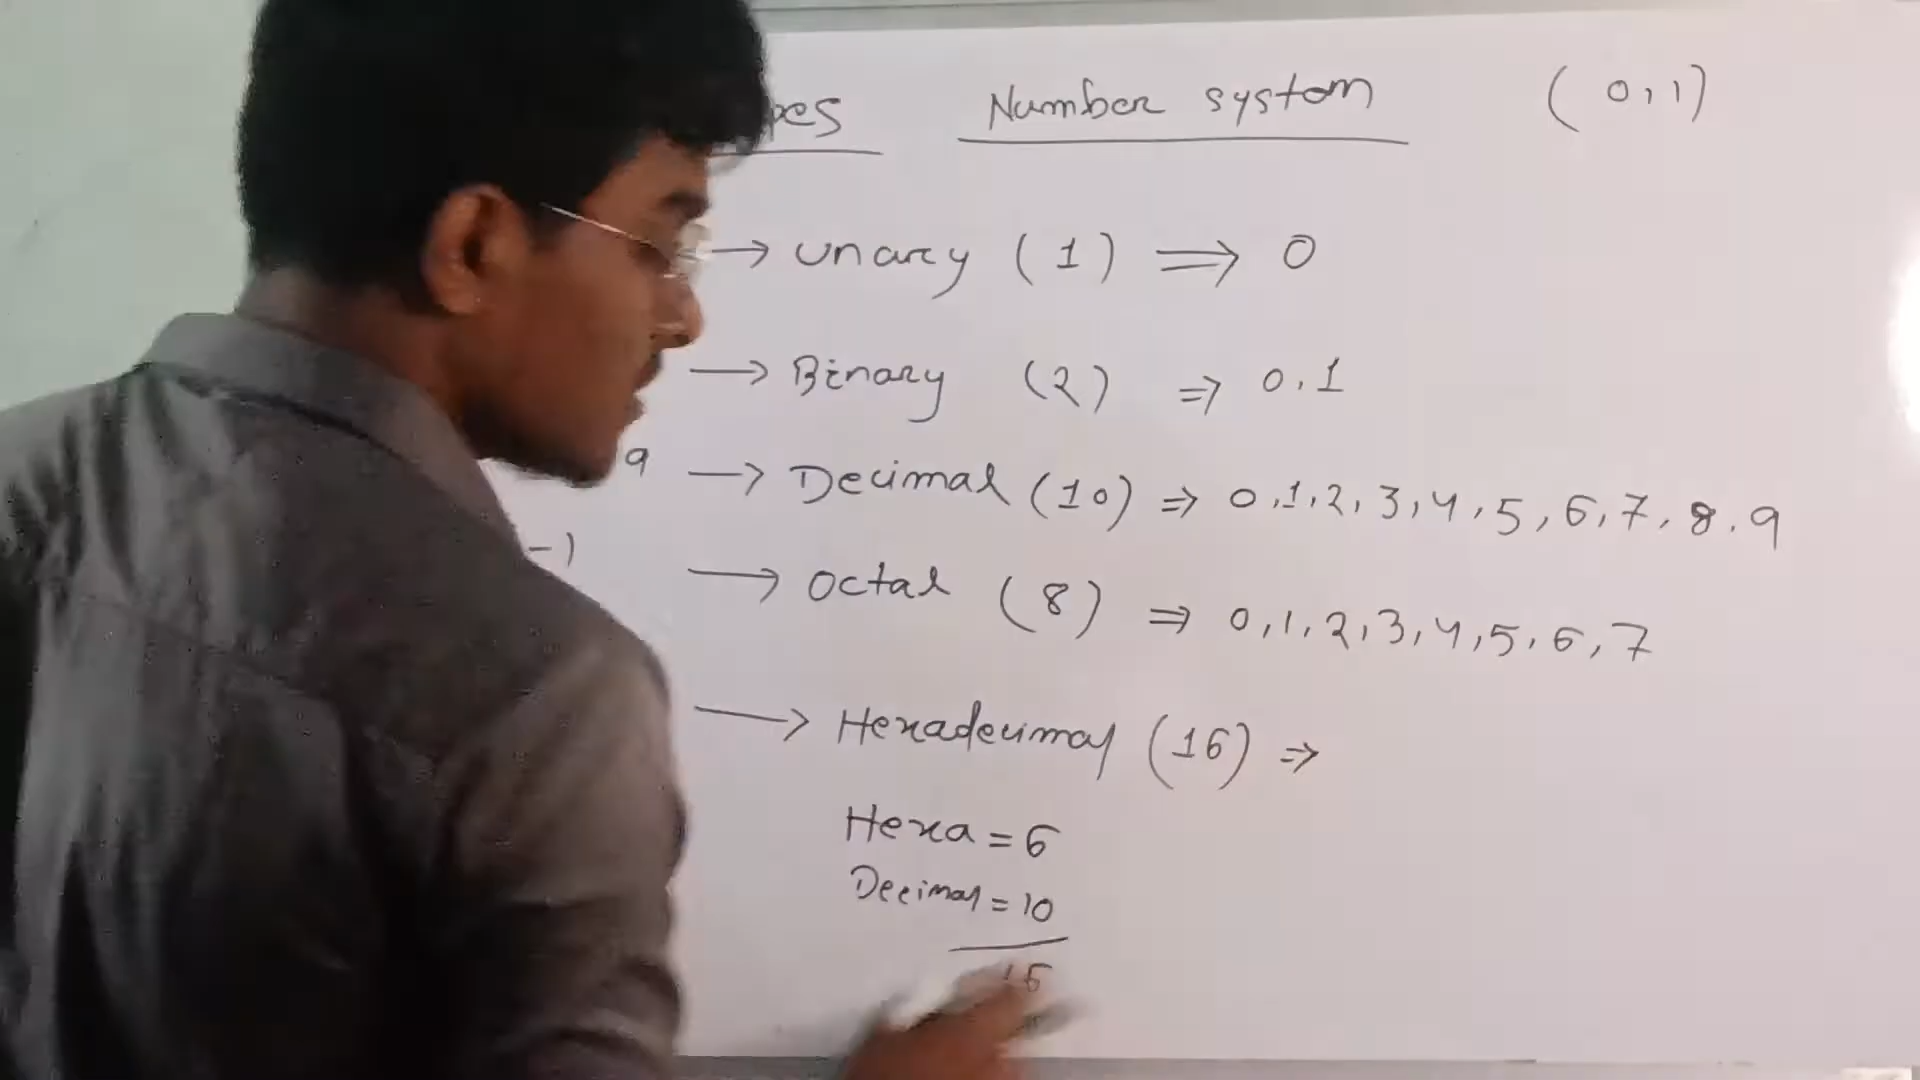 Number system (0,1)
→ unary (1) ⇒ 0
→ Binary (2) ⇒ 0,1
9 → Decimal (10) ⇒ 0,1,2,3,4,5,6,7,8,9
-1)
→ octal (8) ⇒ 0,1,2,3,4,5,6,7
→ Hexadecimal (16) ⇒
Hexa = 6
Decimal = 10
16